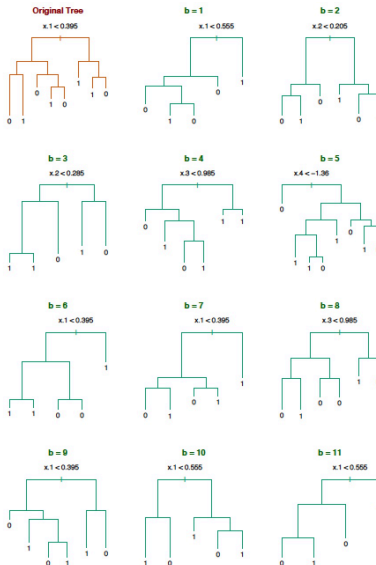 Original Tree b = 1 b = 2
x.1 < 0.395 x.1 < 0.555 x.2 < 0.205
1
1
0 0 1
0 1 0
1 0 0
0 1 1 0 0
b = 3 b = 4 b = 5
x.2 < 0.285 x.3 < 0.985 x.4 < −1.36
0
0 1 1
0
1 0 1 1
0
1 1 0 1 1 0
b = 6 b = 7 b = 8
x.1 < 0.395 x.1 < 0.395 x.3 < 0.985
1 1 1
0 1 0 0
1 1 0 0 0 1 0 1
b = 9 b = 10 b = 11
x.1 < 0.395 x.1 < 0.555 x.1 < 0.555
0
1 0
1 1 0
0 1 1 0 0 1 0 1